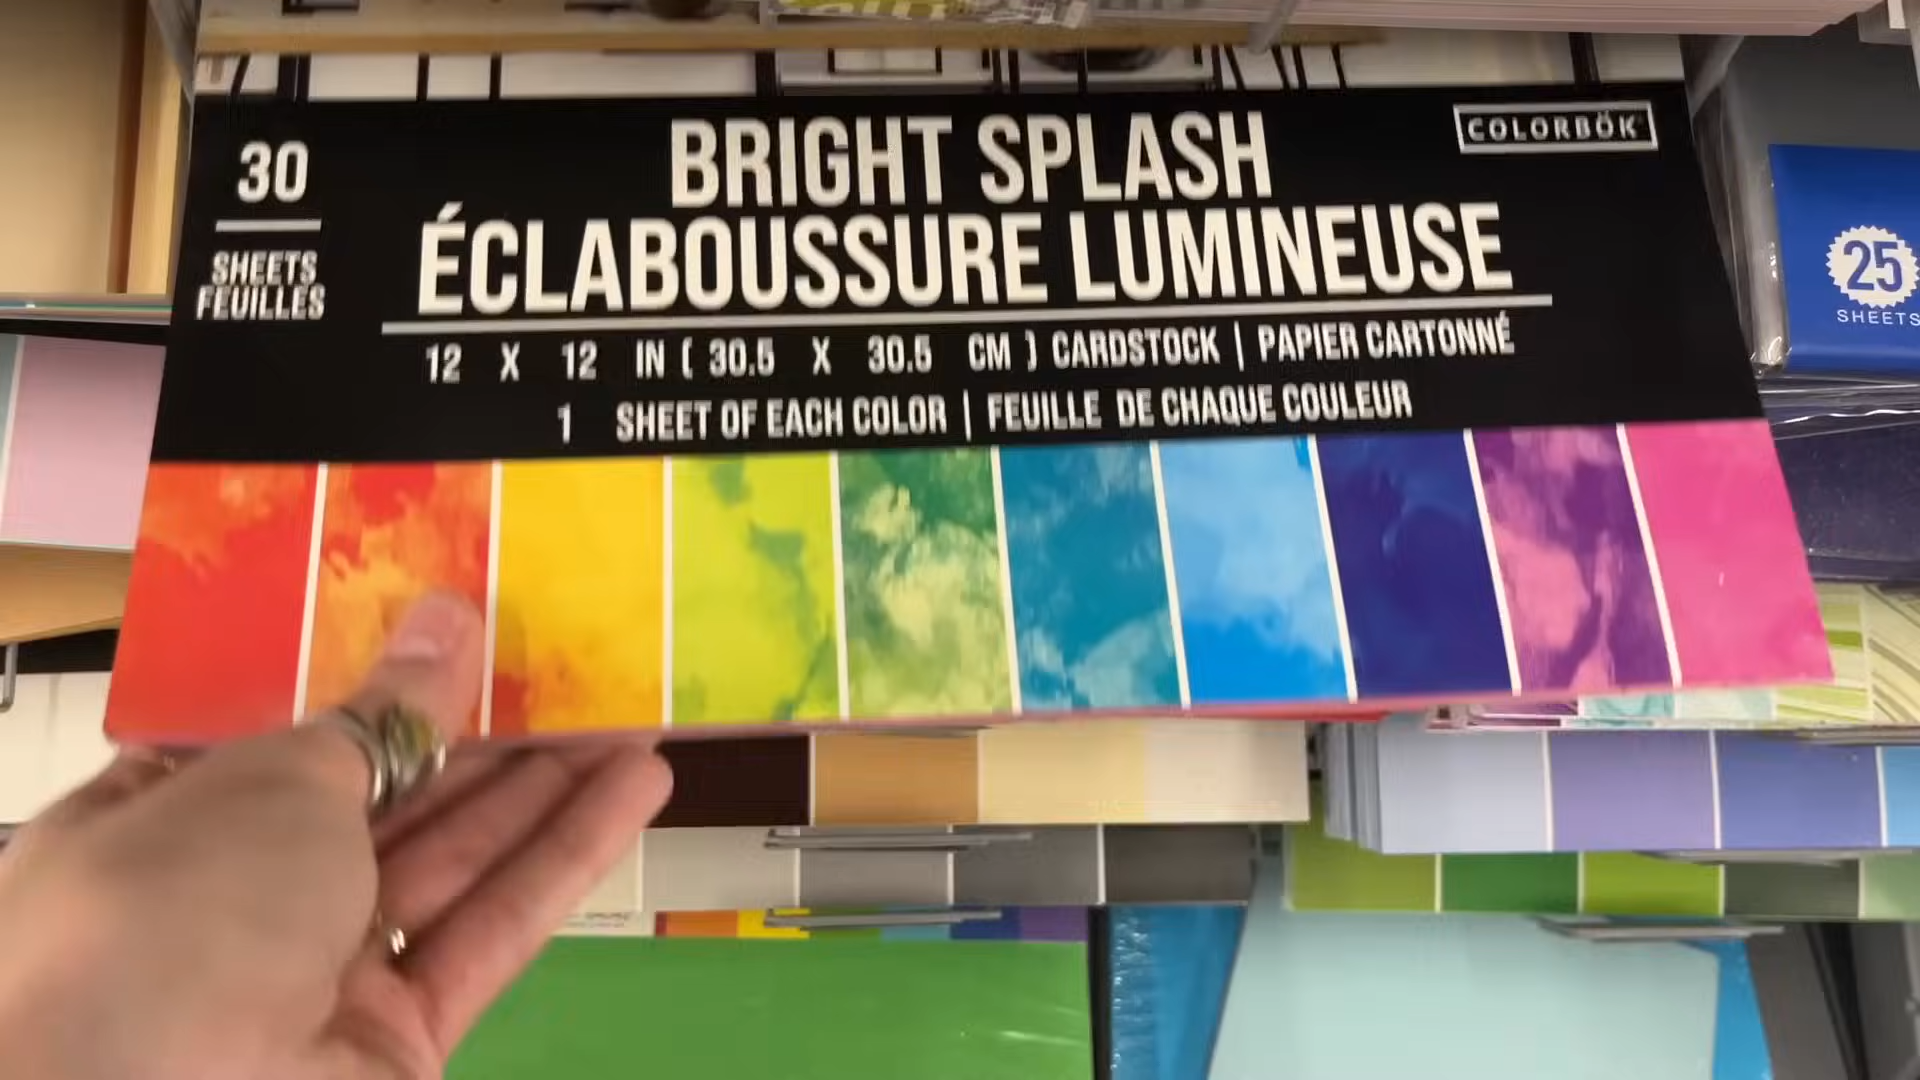 30
SHEETS
FEUILLES
BRIGHT SPLASH
ÉCLABOUSSURE LUMINEUSE
12 X 12 IN ( 30.5 X 30.5 CM ) CARDSTOCK | PAPIER CARTONNÉ
1 SHEET OF EACH COLOR | FEUILLE DE CHAQUE COULEUR
COLORBÖK
25
SHEETS